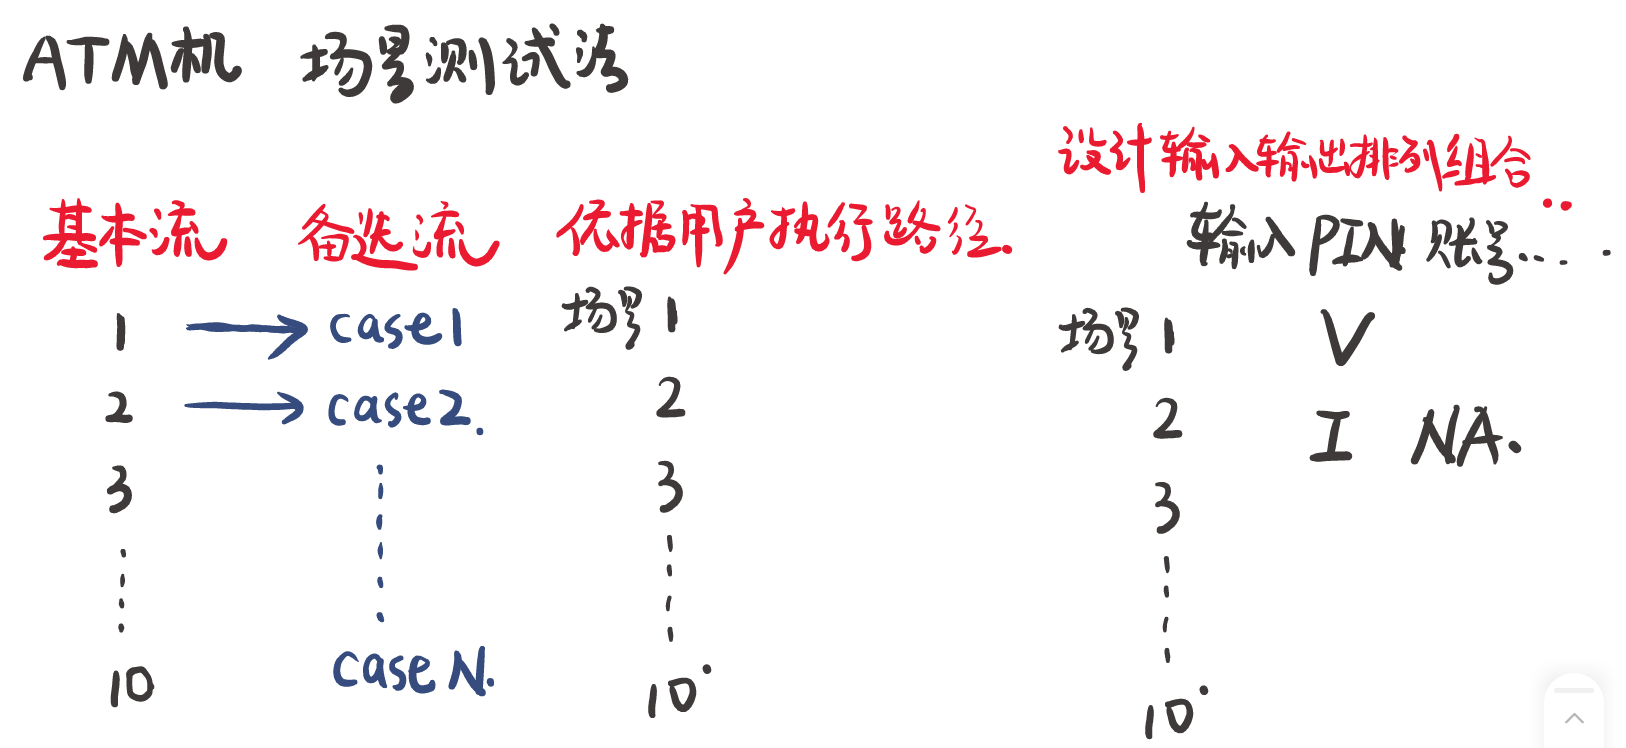 ATM机 场景测试法
设计输入输出排列组合
基本流 备选流 依据用户执行路径.
输入PIN 账号......
1 → case1 场景1
场景1 V
2 → case2. 2
2 I NA.
3 3
3
10 caseN. 10
10